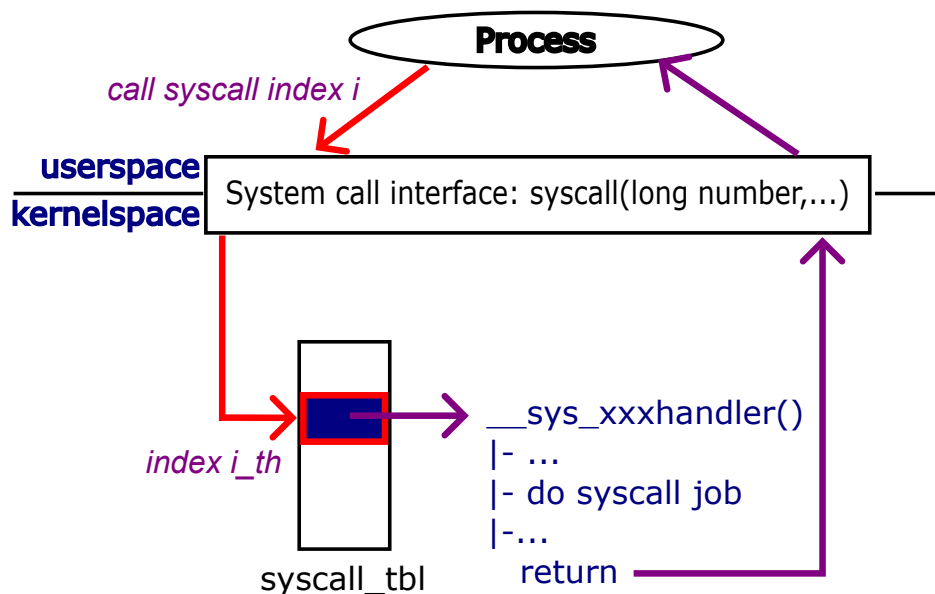 Process
call syscall index i
userspace
kernelspace
System call interface: syscall(long number,...)
index i_th
syscall_tbl
__sys_xxxhandler()
|- ...
|- do syscall job
|-...
return